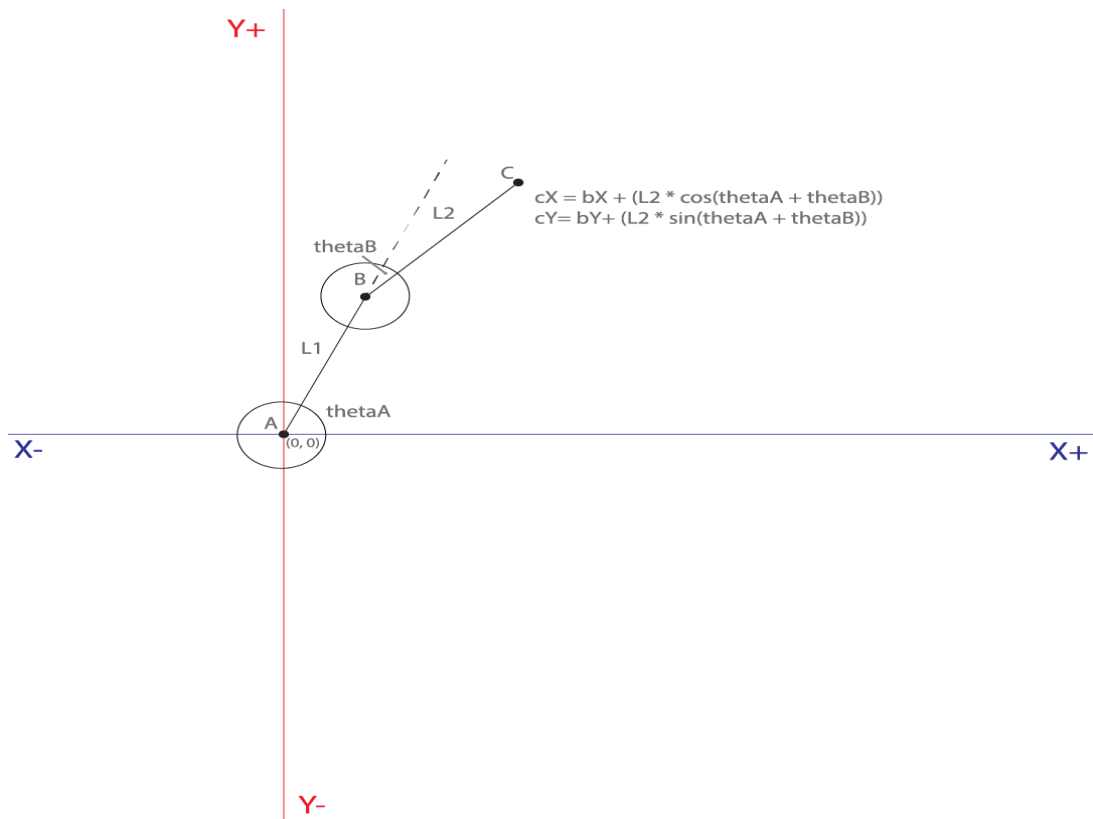 Y+
C
cX = bX + (L2 * cos(thetaA + thetaB))
L2
cY= bY+ (L2 * sin(thetaA + thetaB))
thetaB
B
L1
thetaA
A
(0, 0)
X-
X+
Y-